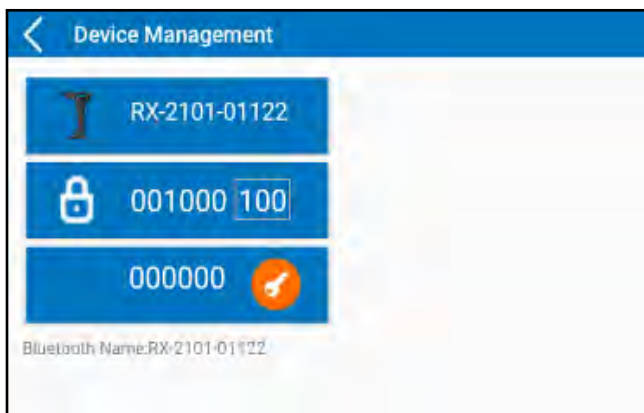 Device Management
RX-2101-01122
001000 100
000000
Bluetooth Name:RX-2101-01122